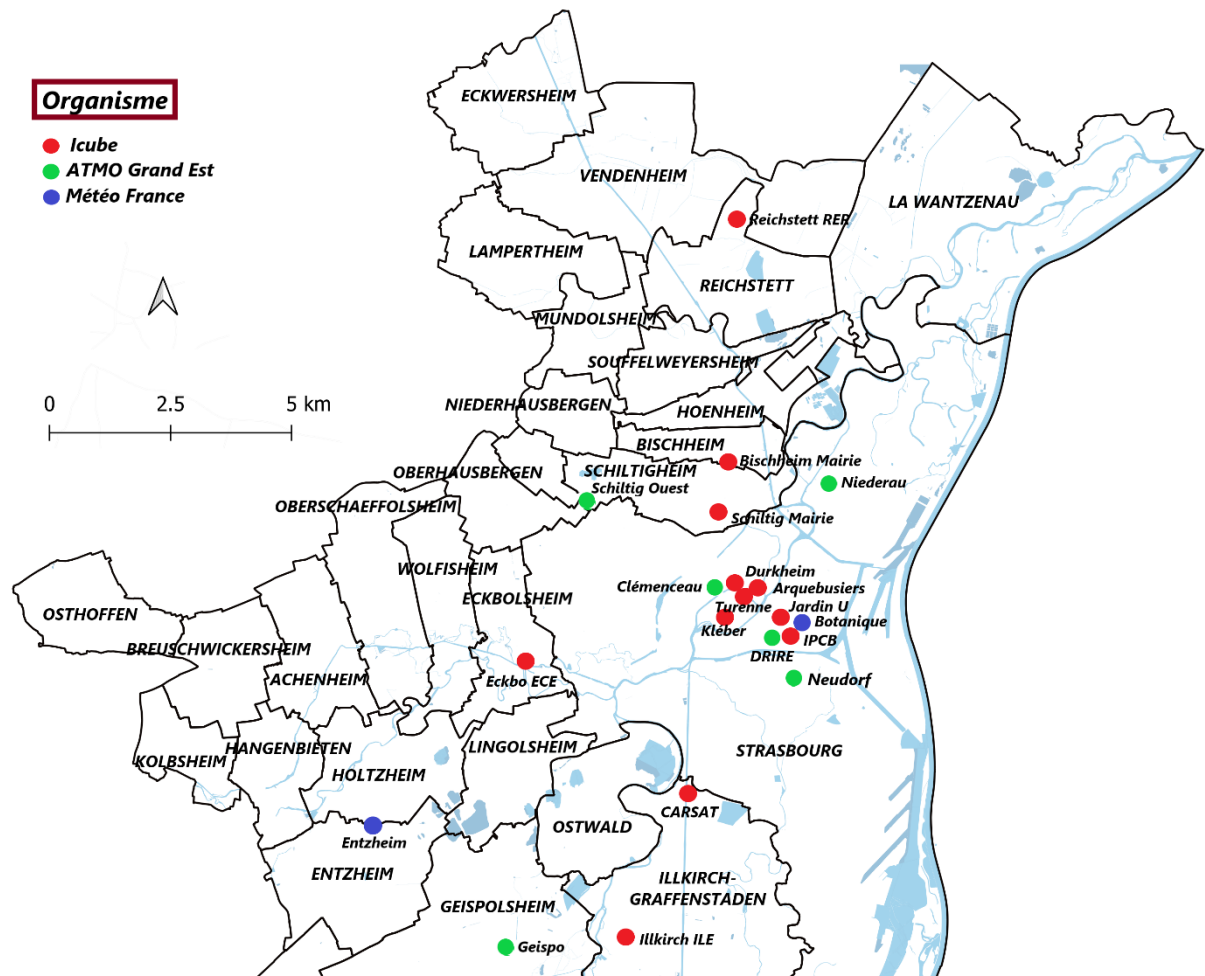 Organisme
Icube
ATMO Grand Est
Météo France
ECKWERSHEIM
VENDENHEIM
LA WANTZENAU
Reichstett RER
LAMPERTHEIM
REICHSTETT
MUNDOLSHEIM
SOUFFELWEYERSHEIM
0 2.5 5 km
NIEDERHAUSBERGEN
HOENHEIM
BISCHHEIM
Bischheim Mairie
OBERHAUSBERGEN
SCHILTIGHEIM
Schiltig Ouest
Niederau
OBERSCHAEFFOLSHEIM
Schiltig Mairie
WOLFISHEIM
Durkheim
Clémenceau
Arquebusiers
ECKBOLSHEIM
Turenne
Jardin U
OSTHOFFEN
Botanique
Kléber
IPCB
BREUSCHWICKERSHEIM
DRIRE
ACHENHEIM
Eckbo ECE
Neudorf
HANGENBIETEN
LINGOLSHEIM
STRASBOURG
KOLBSHEIM
HOLTZHEIM
CARSAT
OSTWALD
Entzheim
ENTZHEIM
ILLKIRCH-
GRAFFENSTADEN
GEISPOLSHEIM
Illkirch ILE
Geispo